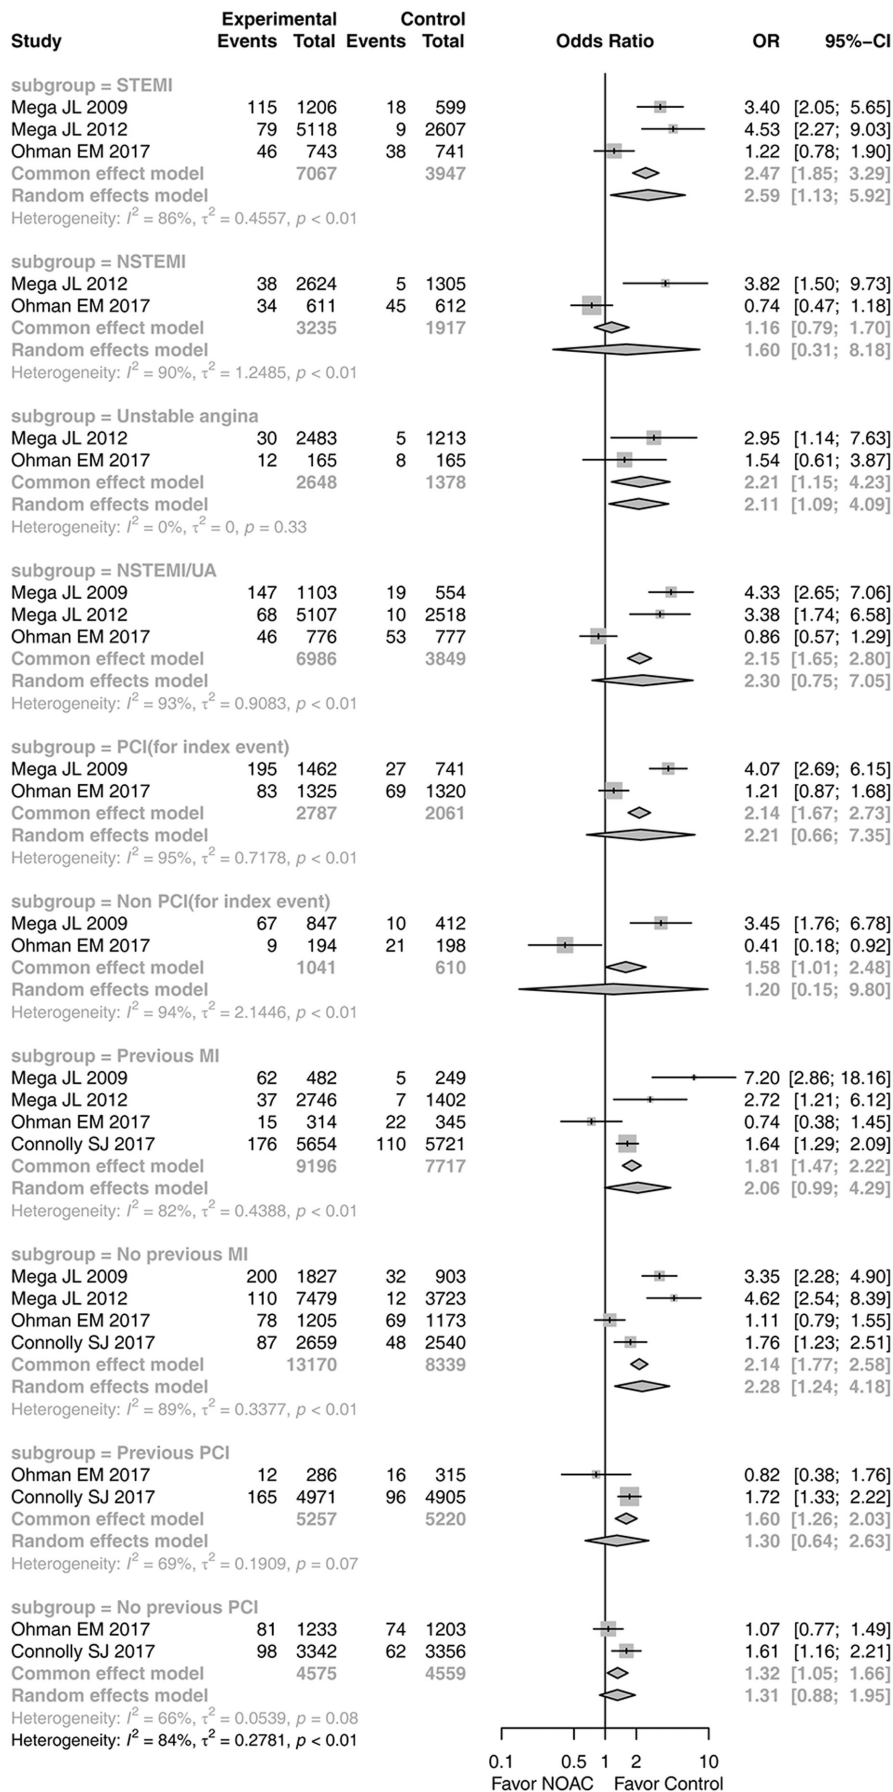 Experimental Control
Study Events Total Events Total Odds Ratio OR 95%−CI
subgroup = STEMI
Mega JL 2009 115 1206 18 599 3.40 [2.05; 5.65]
Mega JL 2012 79 5118 9 2607 4.53 [2.27; 9.03]
Ohman EM 2017 46 743 38 741 1.22 [0.78; 1.90]
Common effect model 7067 3947 2.47 [1.85; 3.29]
Random effects model 2.59 [1.13; 5.92]
Heterogeneity: I² = 86%, τ² = 0.4557, p < 0.01
subgroup = NSTEMI
Mega JL 2012 38 2624 5 1305 3.82 [1.50; 9.73]
Ohman EM 2017 34 611 45 612 0.74 [0.47; 1.18]
Common effect model 3235 1917 1.16 [0.79; 1.70]
Random effects model 1.60 [0.31; 8.18]
Heterogeneity: I² = 90%, τ² = 1.2485, p < 0.01
subgroup = Unstable angina
Mega JL 2012 30 2483 5 1213 2.95 [1.14; 7.63]
Ohman EM 2017 12 165 8 165 1.54 [0.61; 3.87]
Common effect model 2648 1378 2.21 [1.15; 4.23]
Random effects model 2.11 [1.09; 4.09]
Heterogeneity: I² = 0%, τ² = 0, p = 0.33
subgroup = NSTEMI/UA
Mega JL 2009 147 1103 19 554 4.33 [2.65; 7.06]
Mega JL 2012 68 5107 10 2518 3.38 [1.74; 6.58]
Ohman EM 2017 46 776 53 777 0.86 [0.57; 1.29]
Common effect model 6986 3849 2.15 [1.65; 2.80]
Random effects model 2.30 [0.75; 7.05]
Heterogeneity: I² = 93%, τ² = 0.9083, p < 0.01
subgroup = PCI(for index event)
Mega JL 2009 195 1462 27 741 4.07 [2.69; 6.15]
Ohman EM 2017 83 1325 69 1320 1.21 [0.87; 1.68]
Common effect model 2787 2061 2.14 [1.67; 2.73]
Random effects model 2.21 [0.66; 7.35]
Heterogeneity: I² = 95%, τ² = 0.7178, p < 0.01
subgroup = Non PCI(for index event)
Mega JL 2009 67 847 10 412 3.45 [1.76; 6.78]
Ohman EM 2017 9 194 21 198 0.41 [0.18; 0.92]
Common effect model 1041 610 1.58 [1.01; 2.48]
Random effects model 1.20 [0.15; 9.80]
Heterogeneity: I² = 94%, τ² = 2.1446, p < 0.01
subgroup = Previous MI
Mega JL 2009 62 482 5 249 7.20 [2.86; 18.16]
Mega JL 2012 37 2746 7 1402 2.72 [1.21; 6.12]
Ohman EM 2017 15 314 22 345 0.74 [0.38; 1.45]
Connolly SJ 2017 176 5654 110 5721 1.64 [1.29; 2.09]
Common effect model 9196 7717 1.81 [1.47; 2.22]
Random effects model 2.06 [0.99; 4.29]
Heterogeneity: I² = 82%, τ² = 0.4388, p < 0.01
subgroup = No previous MI
Mega JL 2009 200 1827 32 903 3.35 [2.28; 4.90]
Mega JL 2012 110 7479 12 3723 4.62 [2.54; 8.39]
Ohman EM 2017 78 1205 69 1173 1.11 [0.79; 1.55]
Connolly SJ 2017 87 2659 48 2540 1.76 [1.23; 2.51]
Common effect model 13170 8339 2.14 [1.77; 2.58]
Random effects model 2.28 [1.24; 4.18]
Heterogeneity: I² = 89%, τ² = 0.3377, p < 0.01
subgroup = Previous PCI
Ohman EM 2017 12 286 16 315 0.82 [0.38; 1.76]
Connolly SJ 2017 165 4971 96 4905 1.72 [1.33; 2.22]
Common effect model 5257 5220 1.60 [1.26; 2.03]
Random effects model 1.30 [0.64; 2.63]
Heterogeneity: I² = 69%, τ² = 0.1909, p = 0.07
subgroup = No previous PCI
Ohman EM 2017 81 1233 74 1203 1.07 [0.77; 1.49]
Connolly SJ 2017 98 3342 62 3356 1.61 [1.16; 2.21]
Common effect model 4575 4559 1.32 [1.05; 1.66]
Random effects model 1.31 [0.88; 1.95]
Heterogeneity: I² = 66%, τ² = 0.0539, p = 0.08
Heterogeneity: I² = 84%, τ² = 0.2781, p < 0.01
0.1 0.5 1 2 10
Favor NOAC Favor Control